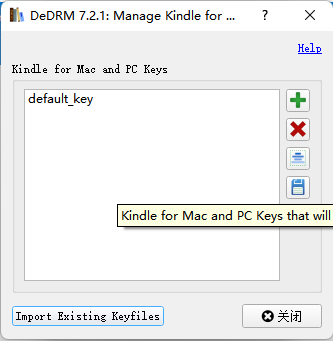 DeDRM 7.2.1: Manage Kindle for ...
Help
Kindle for Mac and PC Keys
default_key
Kindle for Mac and PC Keys that will
Import Existing Keyfiles
关闭